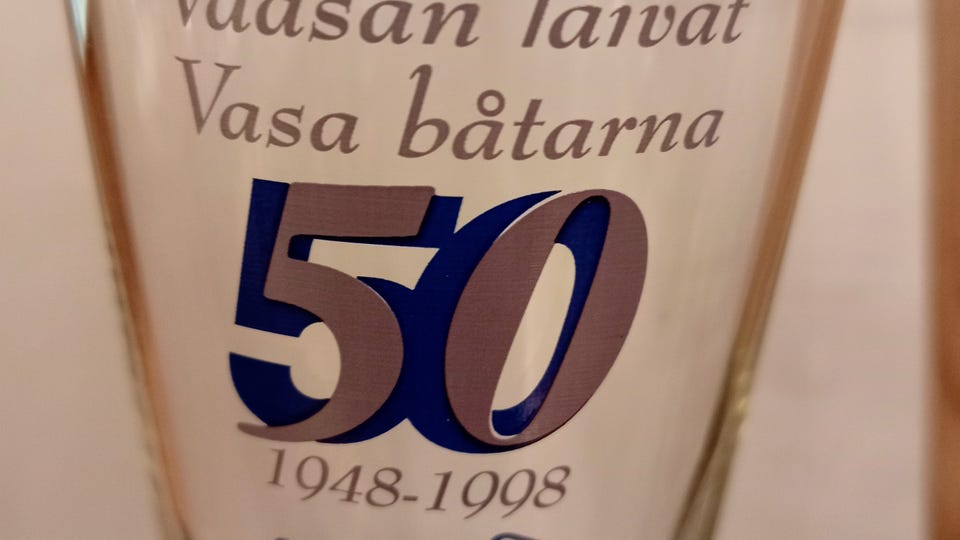 Vaasan laivat
Vasa båtarna
50
1948-1998